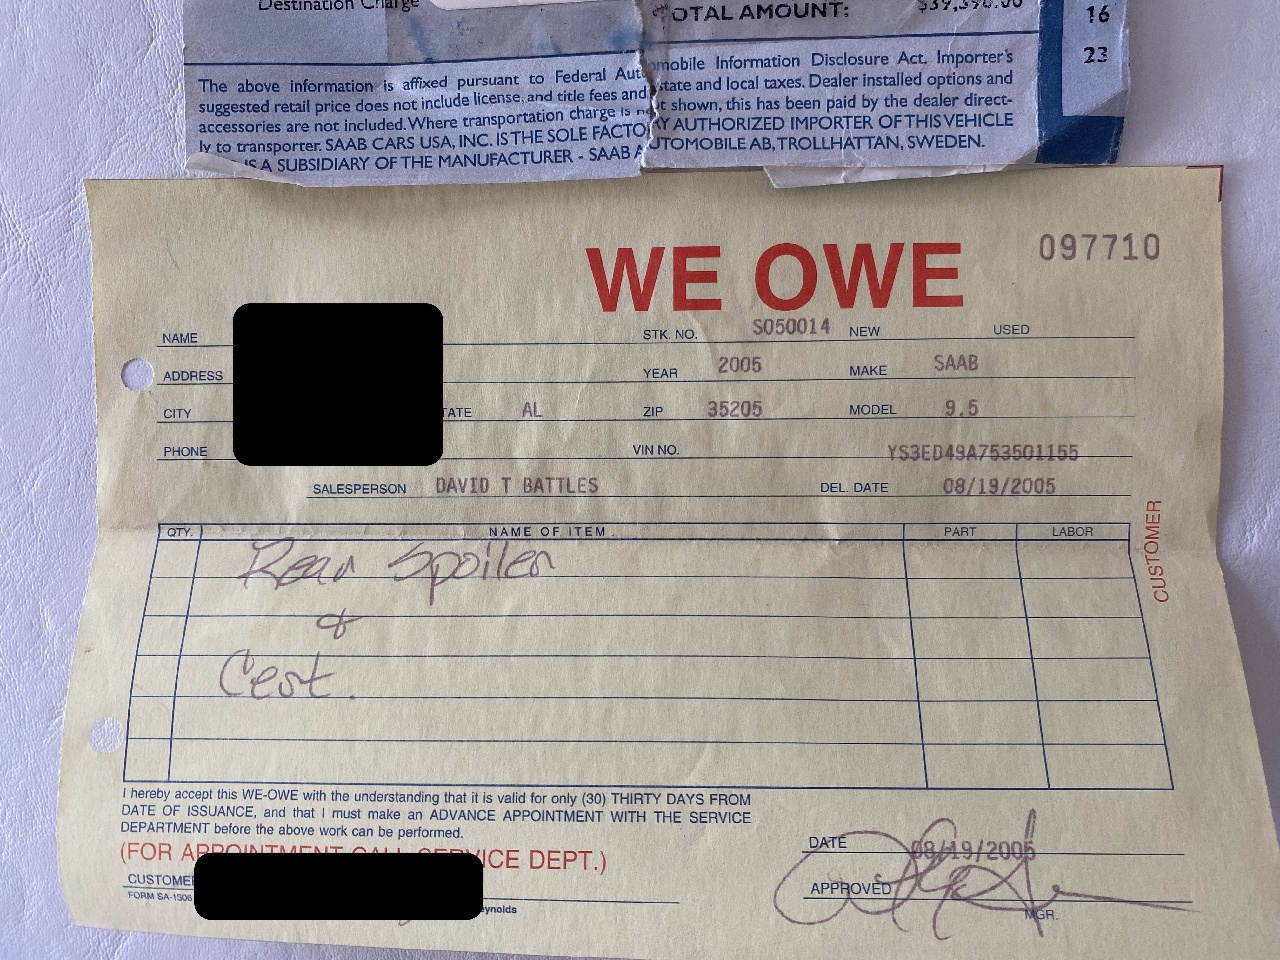 Destination Charge
TOTAL AMOUNT: $39,390.00
16
23
The above information is affixed pursuant to Federal Automobile Information Disclosure Act. Importer's
suggested retail price does not include license, and title fees and state and local taxes. Dealer installed options and
accessories are not included. Where transportation charge is not shown, this has been paid by the dealer direct-
ly to transporter. SAAB CARS USA, INC. IS THE SOLE FACTORY AUTHORIZED IMPORTER OF THIS VEHICLE
IS A SUBSIDIARY OF THE MANUFACTURER - SAAB AUTOMOBILE AB, TROLLHATTAN, SWEDEN.
WE OWE 097710
NAME STK. NO. S050014 NEW USED
ADDRESS YEAR 2005 MAKE SAAB
CITY TATE AL ZIP 35205 MODEL 9.5
PHONE VIN NO. YS3ED49A753501155
SALESPERSON DAVID T BATTLES DEL. DATE 08/19/2005
QTY. NAME OF ITEM PART LABOR
Rear Spoiler
&
CUSTOMER
I hereby accept this WE-OWE with the understanding that it is valid for only (30) THIRTY DAYS FROM
DATE OF ISSUANCE, and that I must make an ADVANCE APPOINTMENT WITH THE SERVICE
DEPARTMENT before the above work can be performed.
(FOR APPOINTMENT CALL SERVICE DEPT.)
DATE 08/19/2005
CUSTOMER
APPROVED
FORM SA-1506 eynolds
MGR.